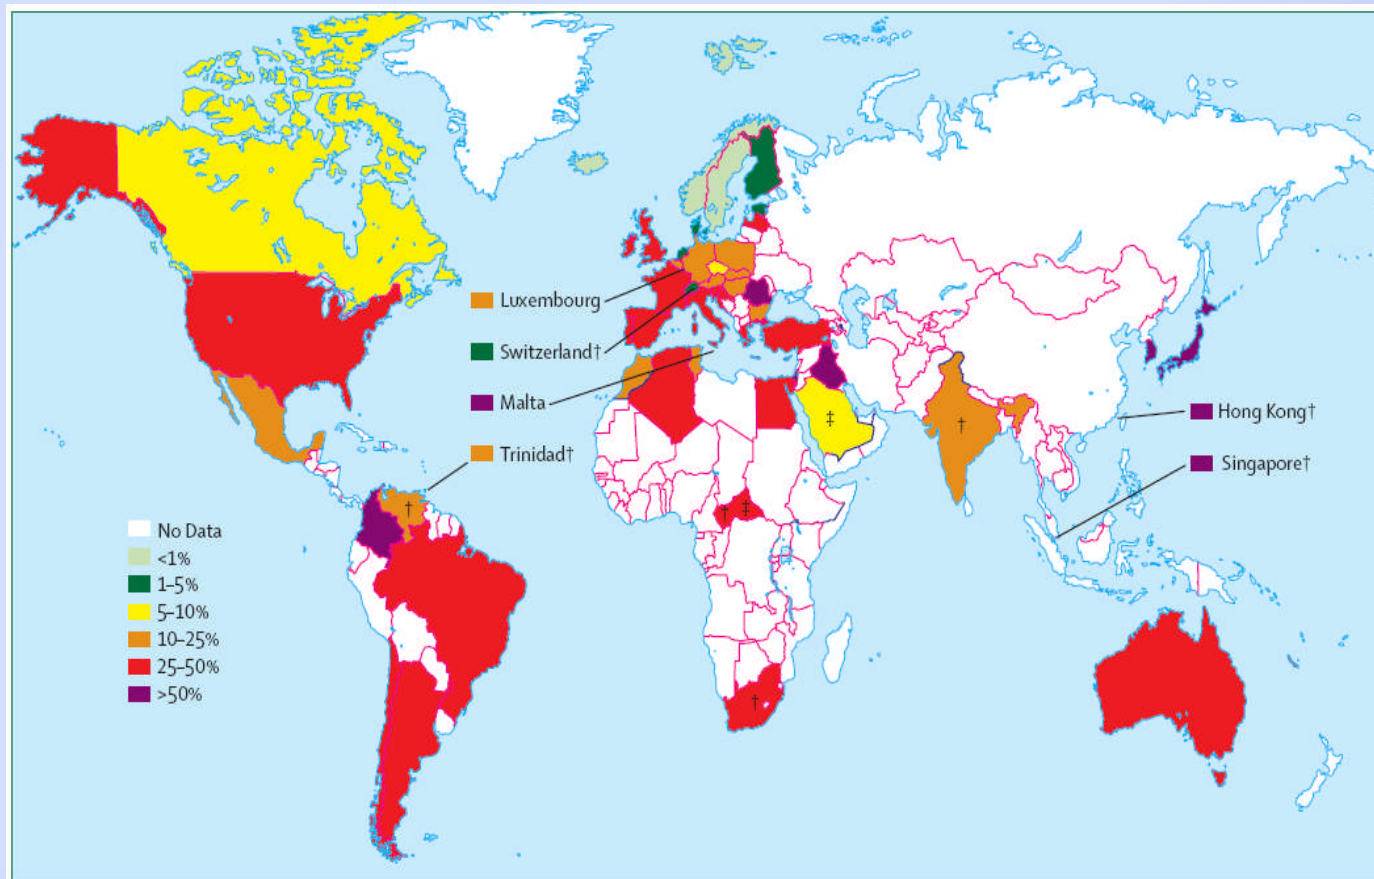 Luxembourg
Switzerland†
Malta
Trinidad†
Hong Kong†
Singapore†
†
‡
†
†
‡
†
No Data
<1%
1–5%
5–10%
10–25%
25–50%
>50%